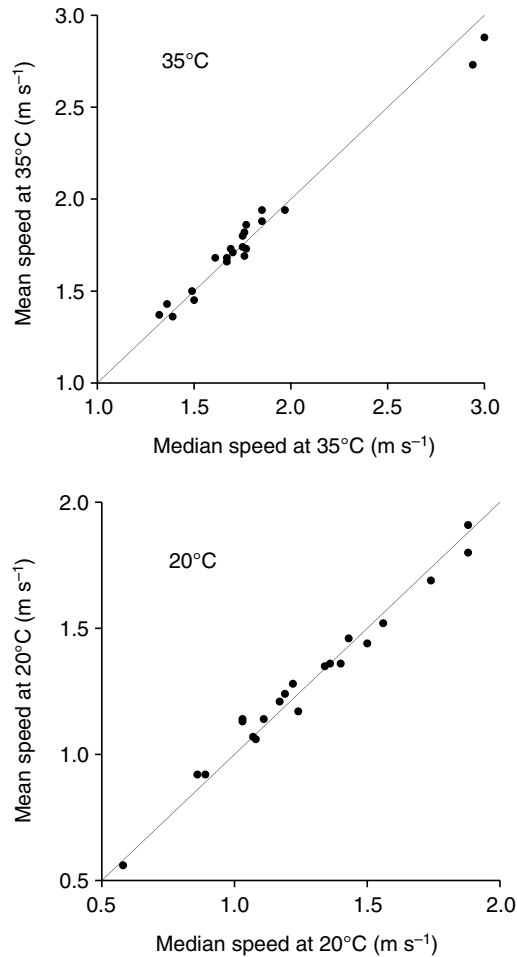 3.0
35°C
2.5
2.0
1.5
1.0
Mean speed at 35°C (m s⁻¹)
1.0 1.5 2.0 2.5 3.0
Median speed at 35°C (m s⁻¹)
2.0
20°C
1.5
1.0
0.5
Mean speed at 20°C (m s⁻¹)
0.5 1.0 1.5 2.0
Median speed at 20°C (m s⁻¹)